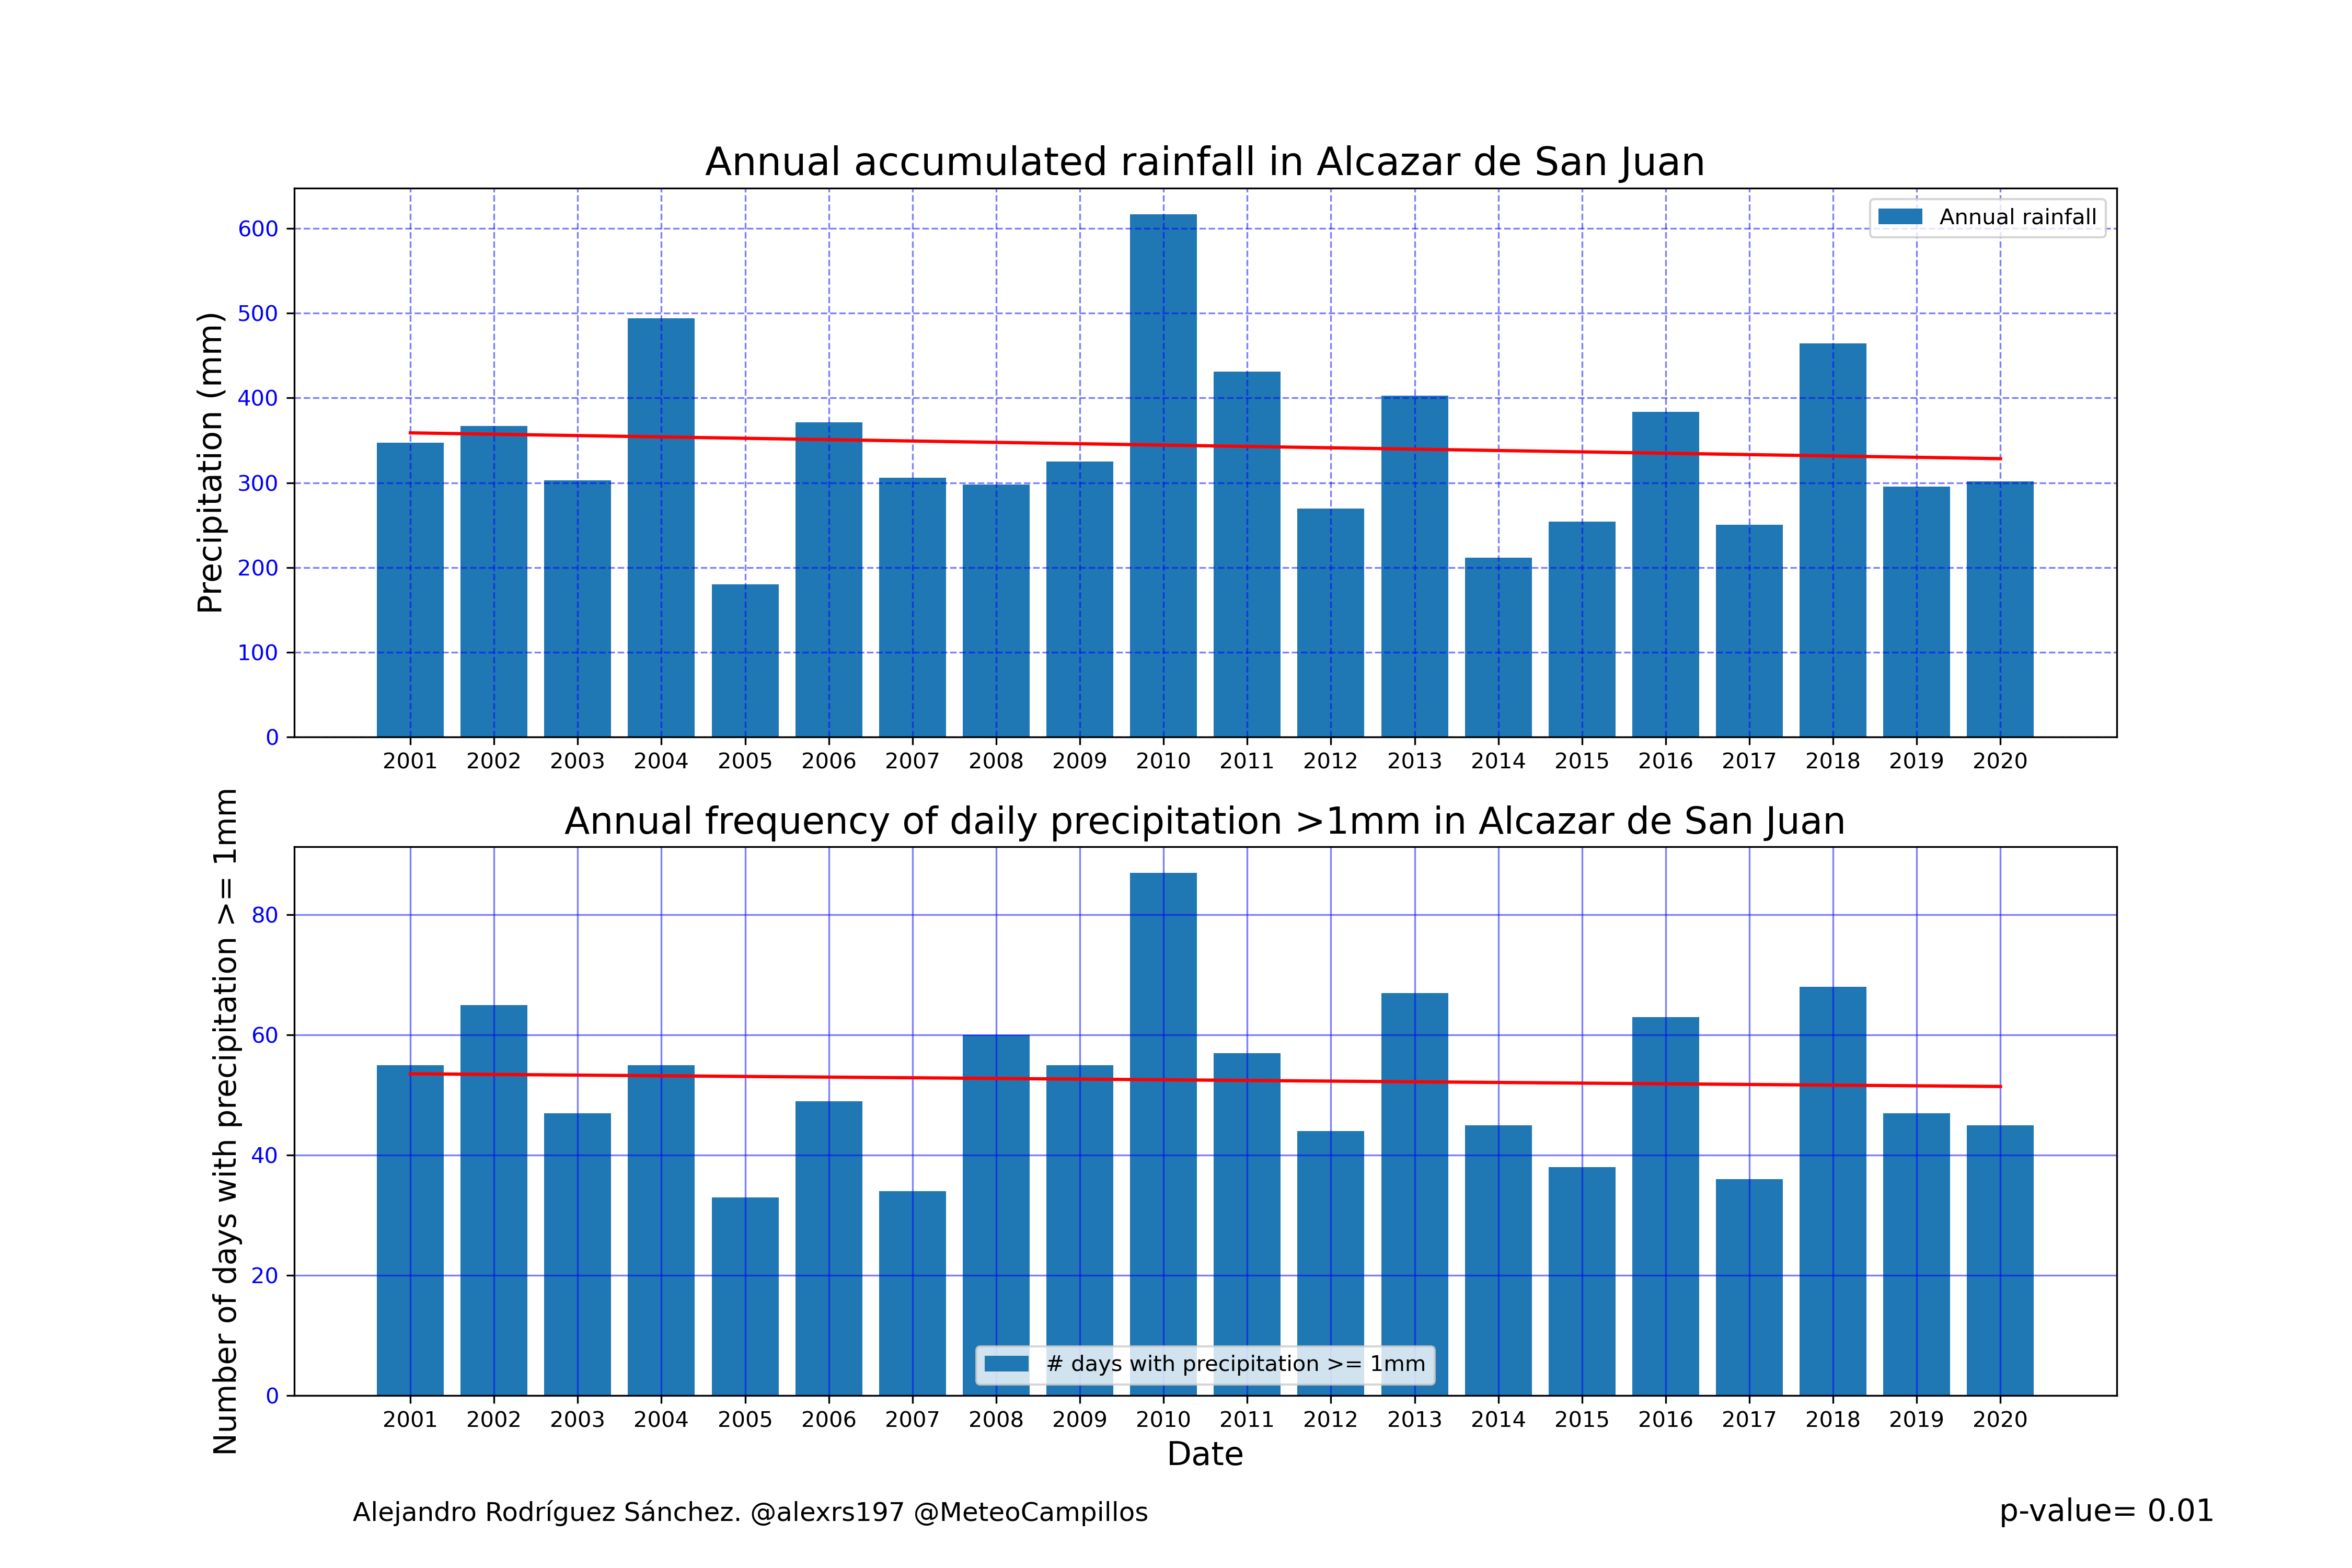 Annual accumulated rainfall in Alcazar de San Juan
Annual rainfall
Precipitation (mm)
600
500
400
300
200
100
0
2001 2002 2003 2004 2005 2006 2007 2008 2009 2010 2011 2012 2013 2014 2015 2016 2017 2018 2019 2020
Annual frequency of daily precipitation >1mm in Alcazar de San Juan
Number of days with precipitation >= 1mm
80
60
40
20
0
# days with precipitation >= 1mm
2001 2002 2003 2004 2005 2006 2007 2008 2009 2010 2011 2012 2013 2014 2015 2016 2017 2018 2019 2020
Date
Alejandro Rodríguez Sánchez. @alexrs197 @MeteoCampillos
p-value= 0.01